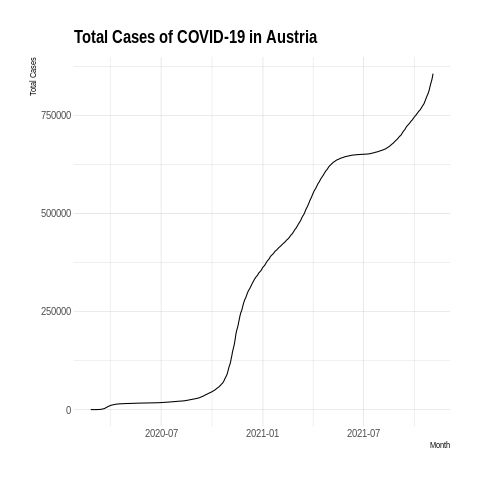 Total Cases of COVID-19 in Austria
Total Cases
750000
500000
250000
0
2020-07
2021-01
2021-07
Month